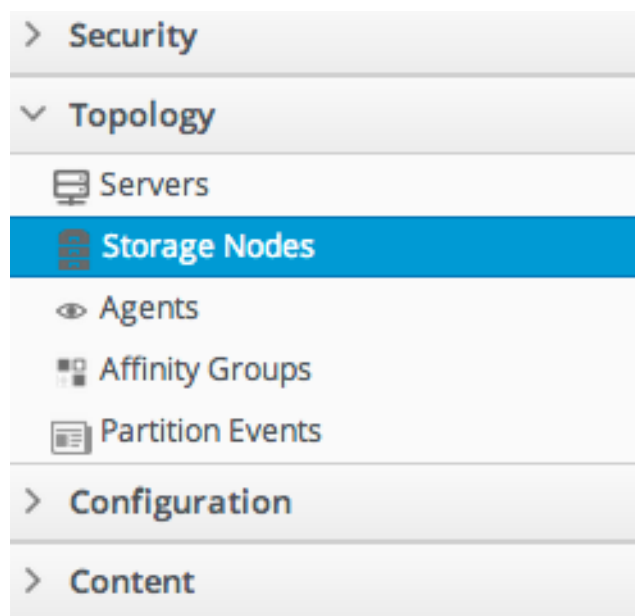 Security
Topology
Servers
Storage Nodes
Agents
Affinity Groups
Partition Events
Configuration
Content